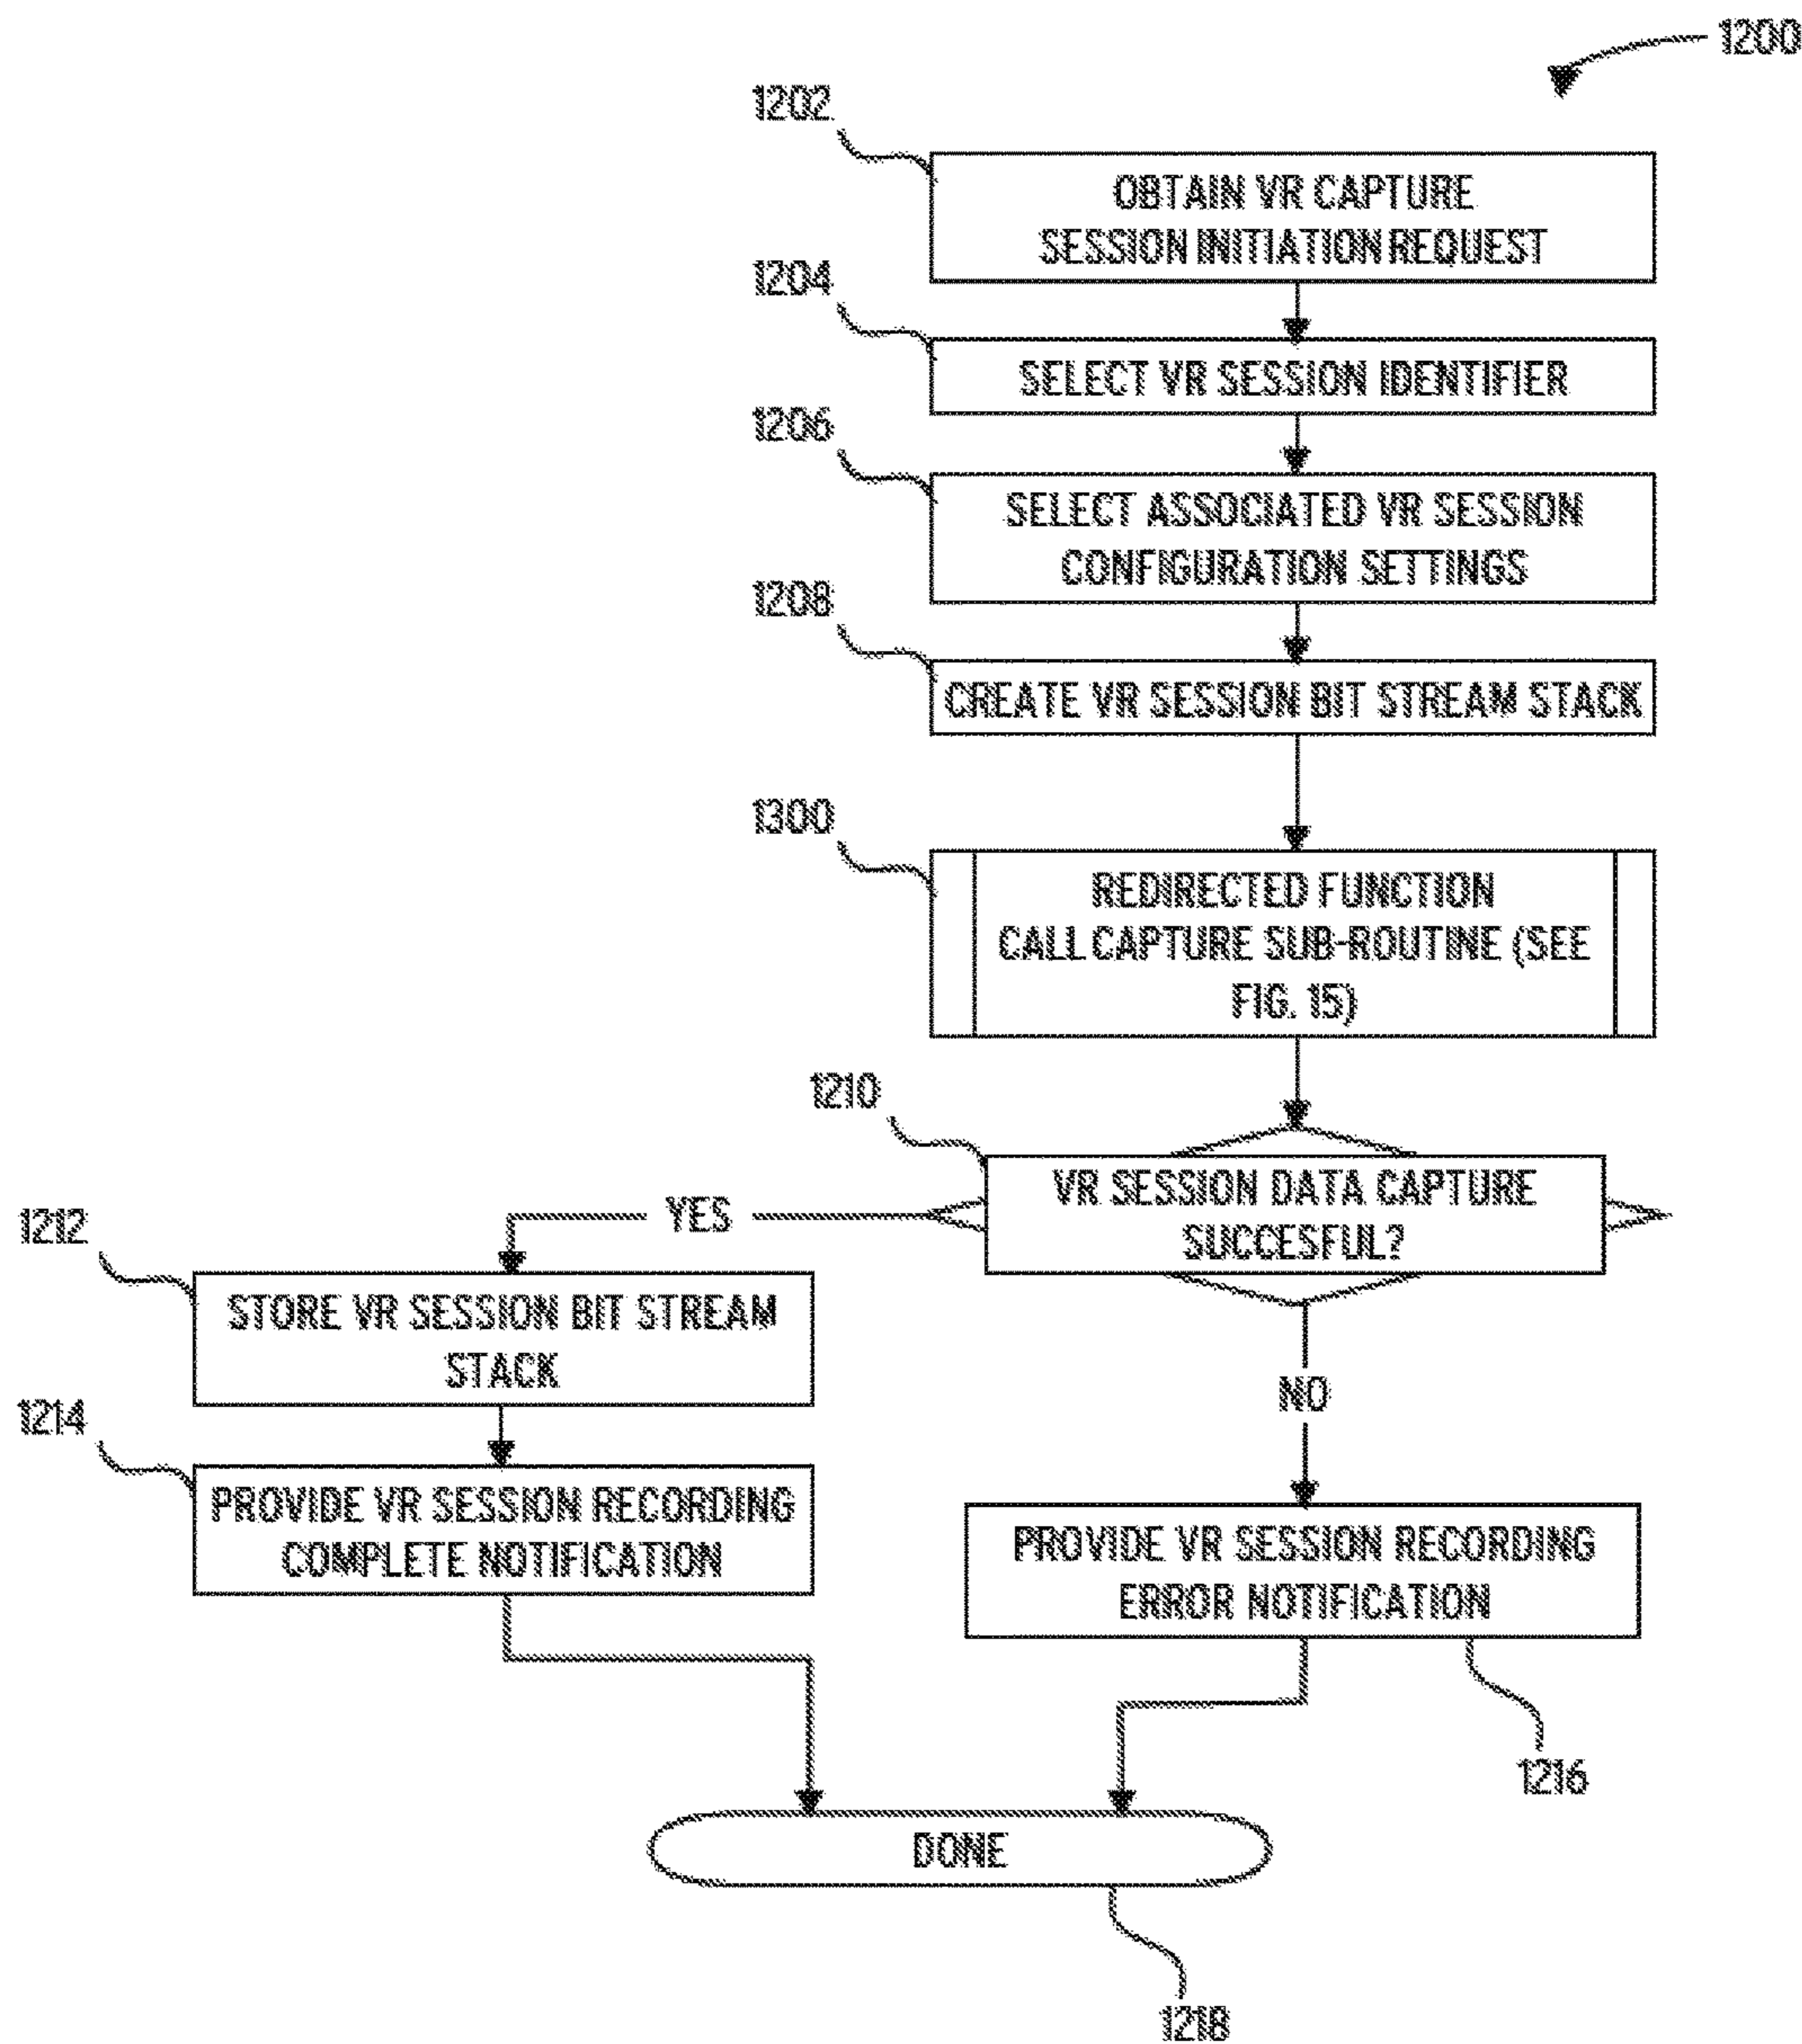 1200
1202
OBTAIN VR CAPTURE
SESSION INITIATION REQUEST
1204
SELECT VR SESSION IDENTIFIER
1206
SELECT ASSOCIATED VR SESSION
CONFIGURATION SETTINGS
1208
CREATE VR SESSION BIT STREAM STACK
1300
REDIRECTED FUNCTION
CALL CAPTURE SUB-ROUTINE (SEE
FIG. 15)
1210
VR SESSION DATA CAPTURE
SUCCESFUL?
YES
1212
STORE VR SESSION BIT STREAM
STACK
NO
1214
PROVIDE VR SESSION RECORDING
COMPLETE NOTIFICATION
PROVIDE VR SESSION RECORDING
ERROR NOTIFICATION
1216
DONE
1218